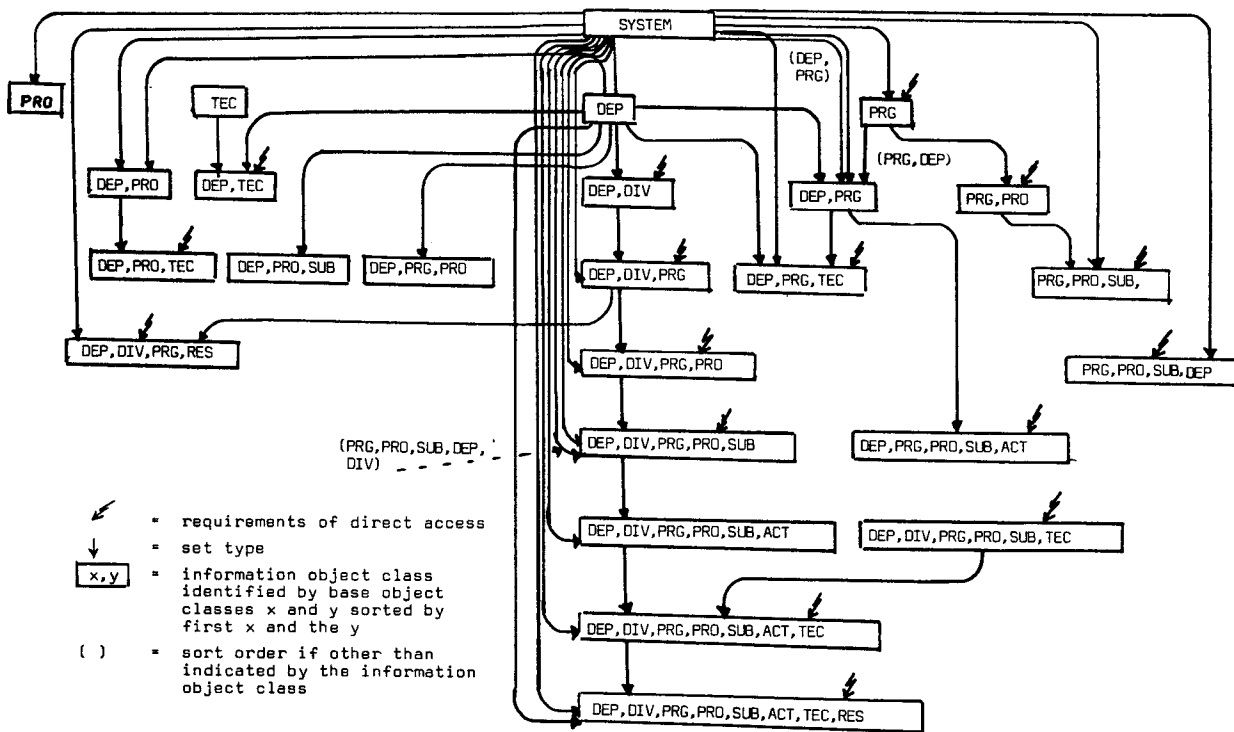 SYSTEM
(DEP,
PRG)
PRO
TEC
DEP
PRG
(PRG,DEP)
DEP,PRO
DEP,TEC
DEP,DIV
DEP,PRG
PRG,PRO
DEP,PRO,TEC
DEP,PRO,SUB
DEP,PRG,PRO
DEP,DIV,PRG
DEP,PRG,TEC
PRG,PRO,SUB,
DEP,DIV,PRG,RES
DEP,DIV,PRG,PRO
PRG,PRO,SUB,DEP
(PRG,PRO,SUB,DEP,
DIV)
DEP,DIV,PRG,PRO,SUB
DEP,PRG,PRO,SUB,ACT
DEP,DIV,PRG,PRO,SUB,ACT
DEP,DIV,PRG,PRO,SUB,TEC
DEP,DIV,PRG,PRO,SUB,ACT,TEC
DEP,DIV,PRG,PRO,SUB,ACT,TEC,RES
= requirements of direct access
= set type
x,y = information object class
identified by base object
classes x and y sorted by
first x and the y
( ) = sort order if other than
indicated by the information
object class